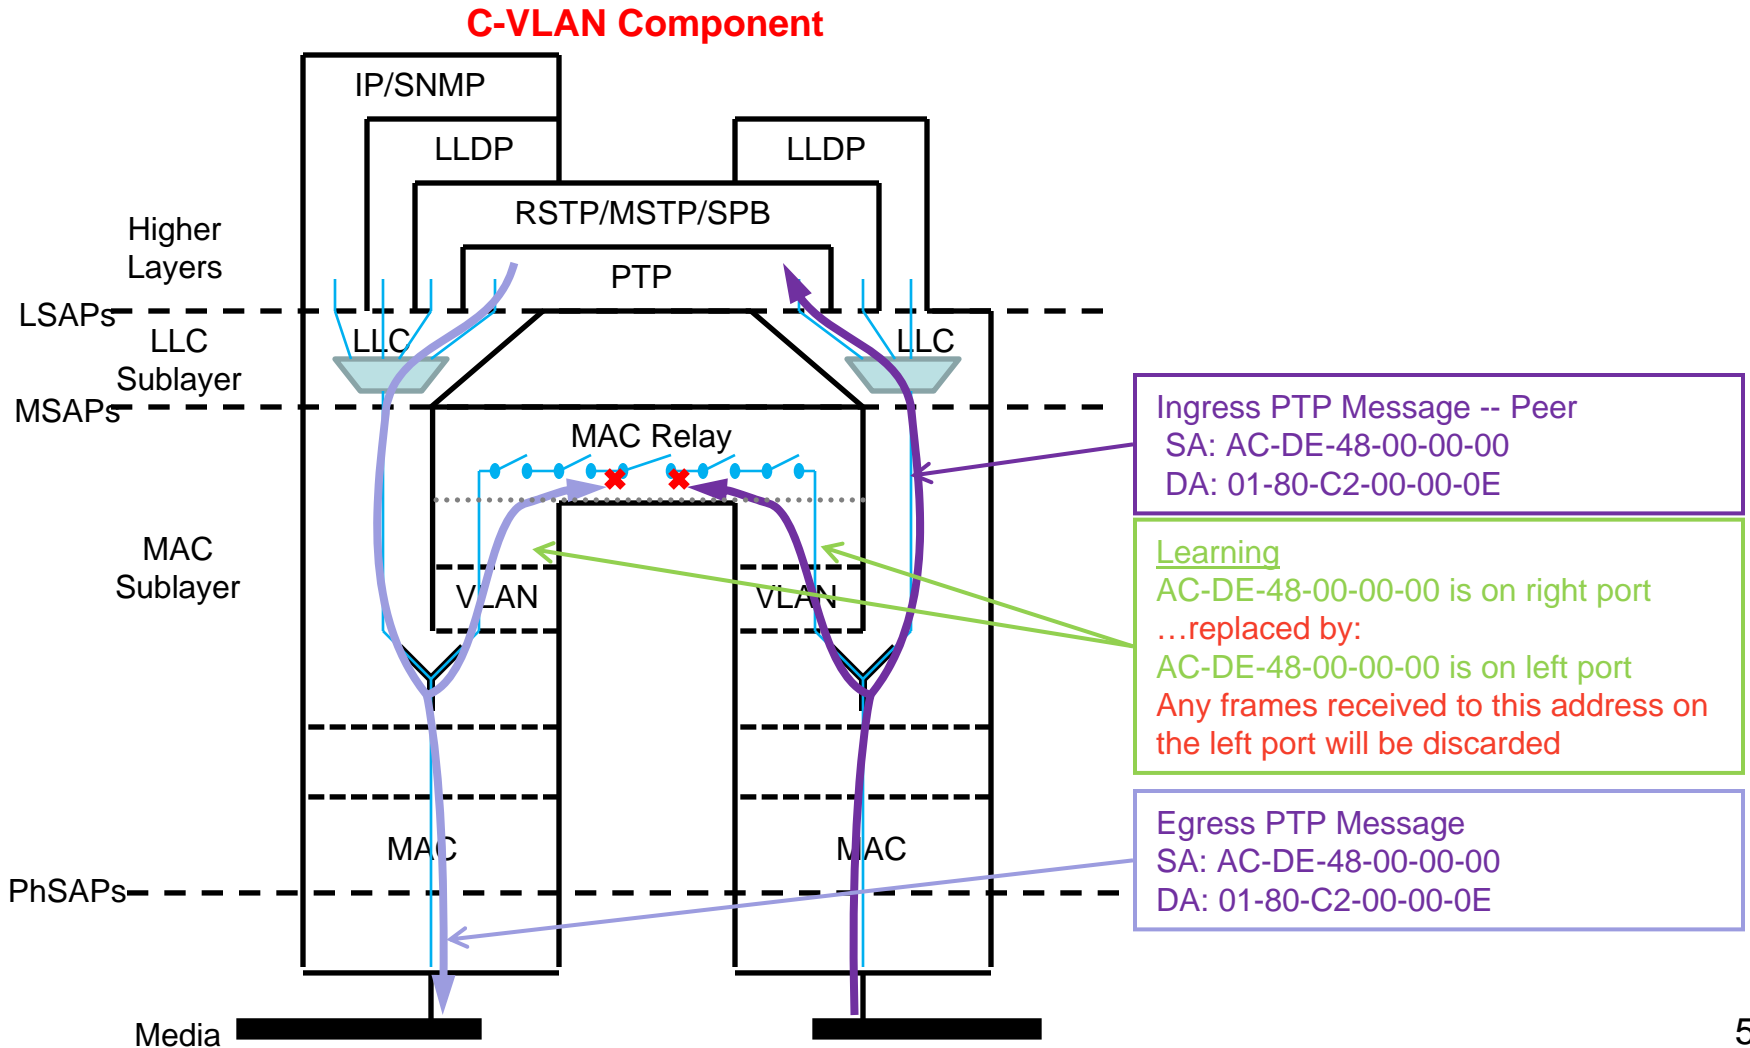 C-VLAN Component
IP/SNMP
LLDP
LLDP
RSTP/MSTP/SPB
PTP
Higher
Layers
LSAPs
LLC
Sublayer
LLC
LLC
MSAPs
MAC Relay
MAC
Sublayer
VLAN
VLAN
MAC
MAC
PhSAPs
Media
Ingress PTP Message -- Peer
SA: AC-DE-48-00-00-00
DA: 01-80-C2-00-00-0E
Learning
AC-DE-48-00-00-00 is on right port
…replaced by:
AC-DE-48-00-00-00 is on left port
Any frames received to this address on
the left port will be discarded
Egress PTP Message
SA: AC-DE-48-00-00-00
DA: 01-80-C2-00-00-0E
5